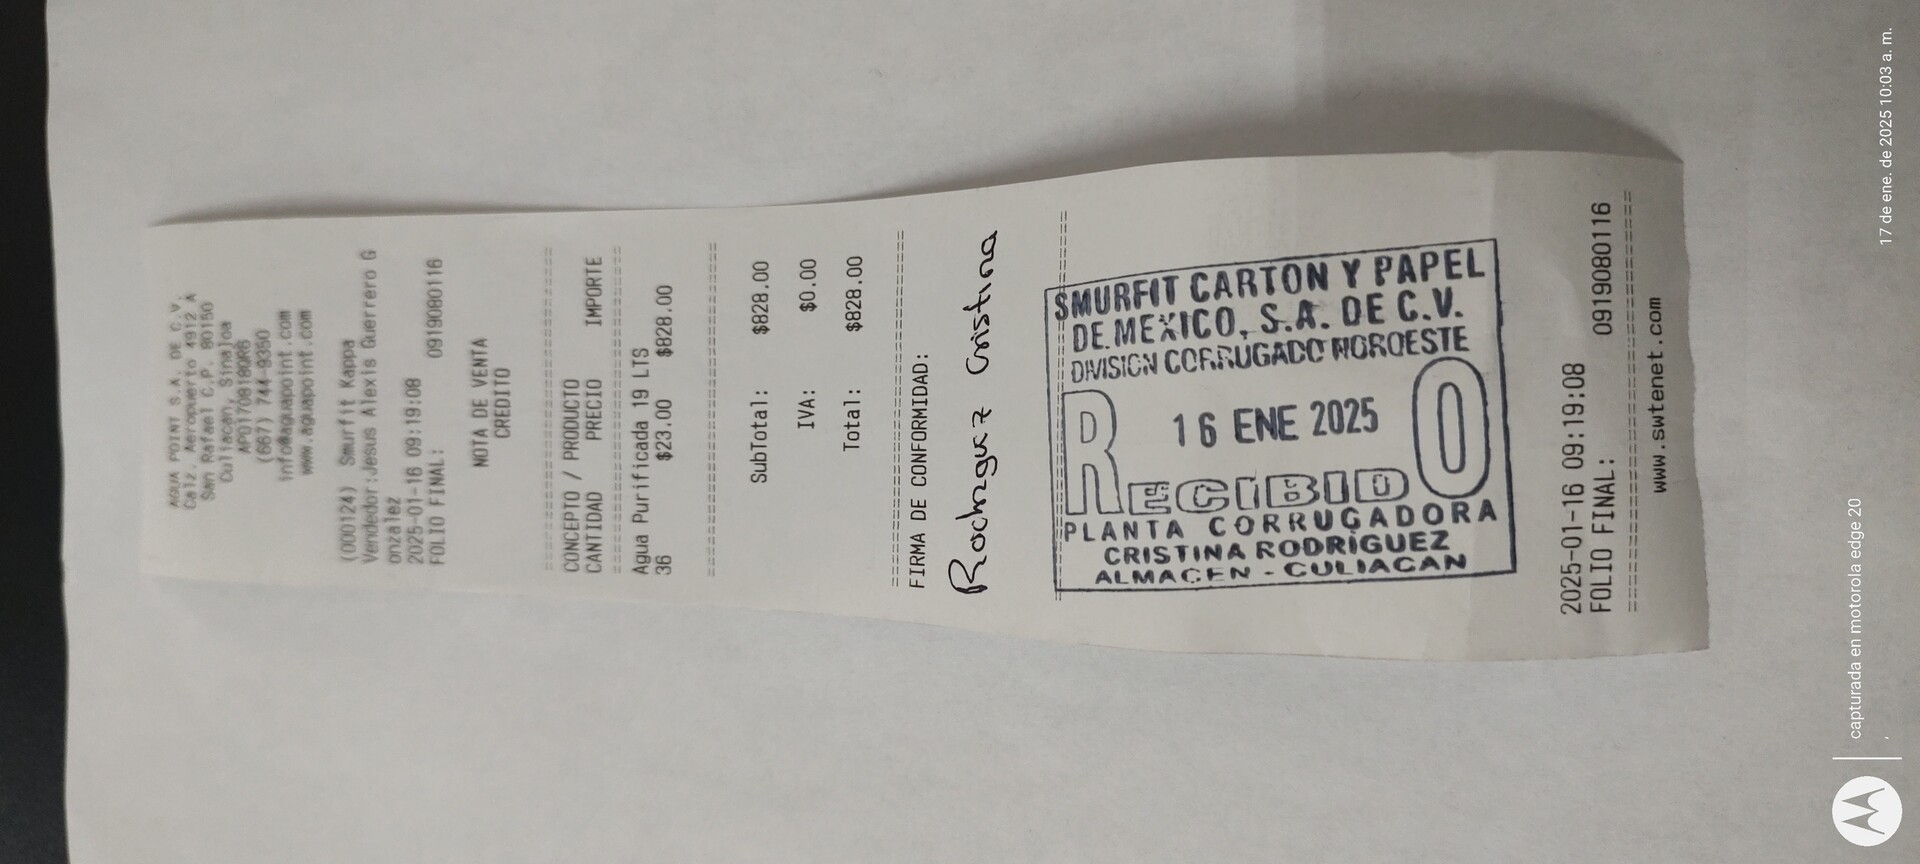 AGUA POINT S.A. DE C.V.
Calz. Aeropuerto 4912 A
San Rafael C.P. 80150
Culiacan, Sinaloa
APO170818QR6
(667) 744-9350
info@aguapoint.com
www.aguapoint.com
(000124) Smurfit Kappa
Vendedor:Jesus Alexis Guerrero G
onzalez
2025-01-16 09:19:08
FOLIO FINAL: 0919080116
NOTA DE VENTA
CREDITO
================================
CONCEPTO / PRODUCTO
CANTIDAD PRECIO IMPORTE
================================
Agua Purificada 19 LTS
36 $23.00 $828.00
================================
SubTotal: $828.00
IVA: $0.00
Total: $828.00
================================
FIRMA DE CONFORMIDAD:
Rodriguez Cristina
================================
SMURFIT CARTON Y PAPEL
DE MEXICO, S.A. DE C.V.
DIVISION CORRUGADO NOROESTE
16 ENE 2025
RECIBIDO
PLANTA CORRUGADORA
CRISTINA RODRIGUEZ
ALMACEN - CULIACAN
2025-01-16 09:19:08
FOLIO FINAL: 0919080116
================================
www.swtenet.com
capturada en motorola edge 20
17 de ene. de 2025 10:03 a. m.